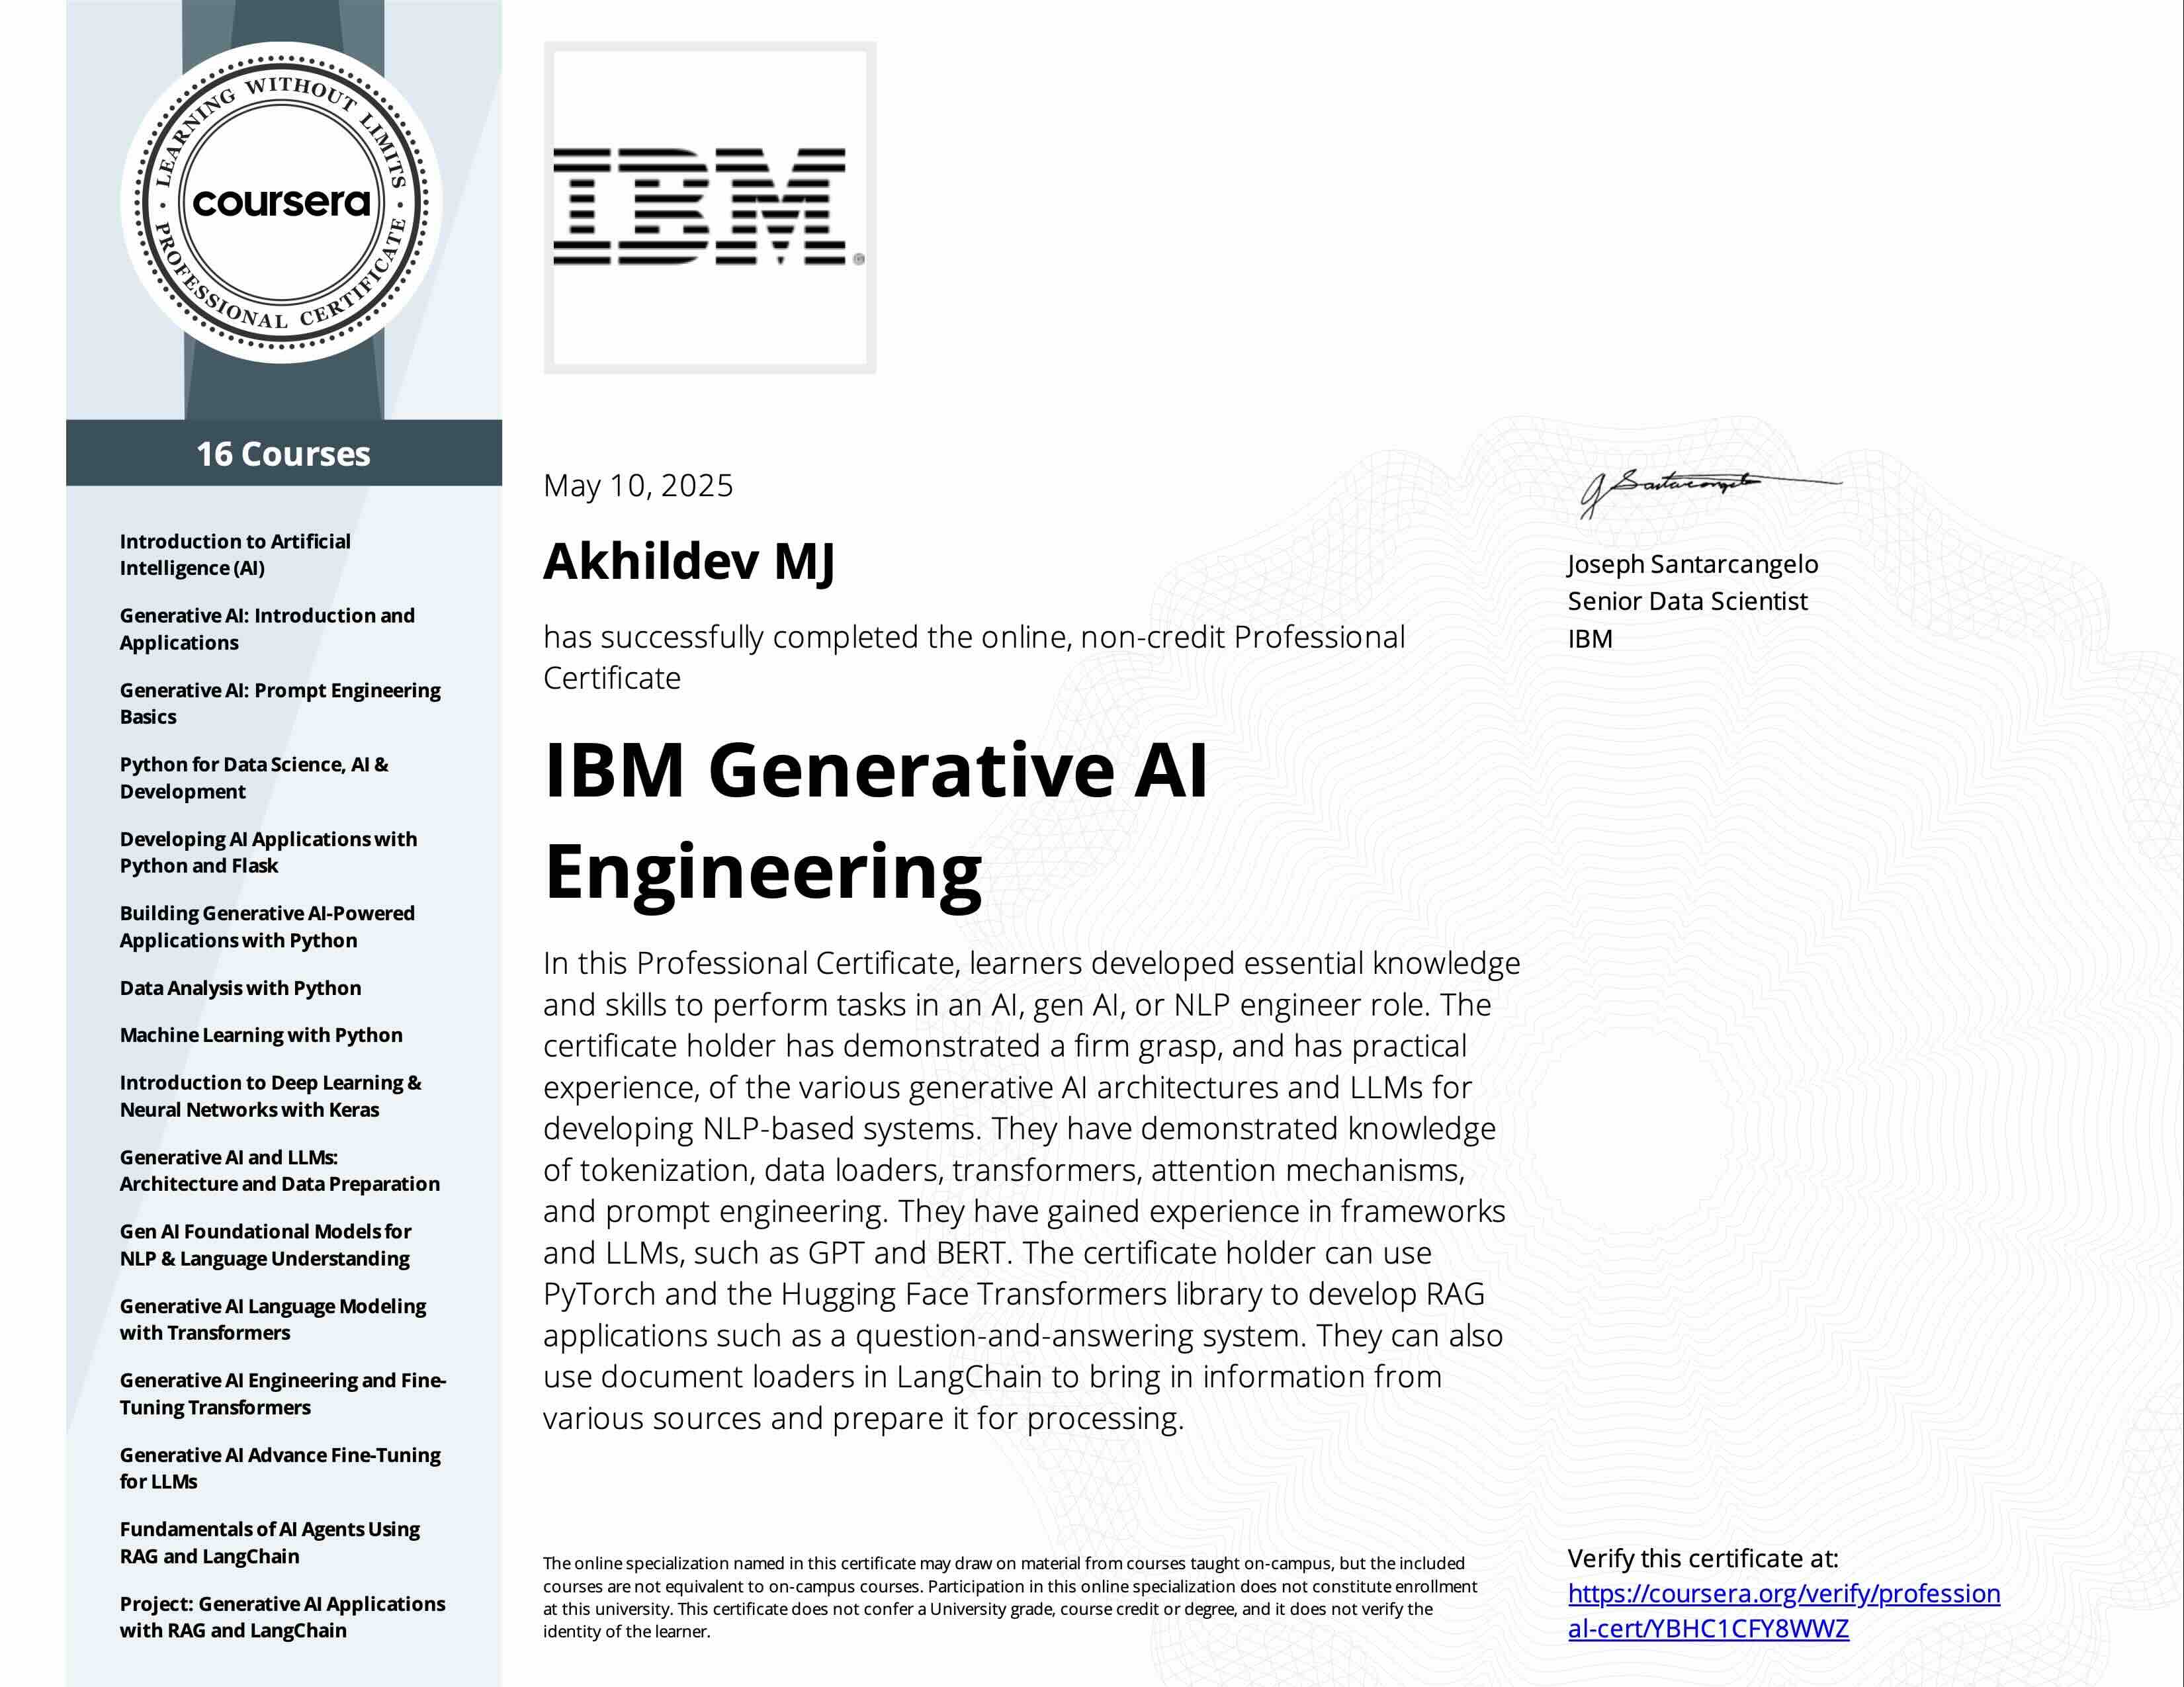 LEARNING WITHOUT LIMITS
coursera
PROFESSIONAL CERTIFICATE
16 Courses
Introduction to Artificial
Intelligence (AI)
Generative AI: Introduction and
Applications
Generative AI: Prompt Engineering
Basics
Python for Data Science, AI &
Development
Developing AI Applications with
Python and Flask
Building Generative AI-Powered
Applications with Python
Data Analysis with Python
Machine Learning with Python
Introduction to Deep Learning &
Neural Networks with Keras
Generative AI and LLMs:
Architecture and Data Preparation
Gen AI Foundational Models for
NLP & Language Understanding
Generative AI Language Modeling
with Transformers
Generative AI Engineering and Fine-
Tuning Transformers
Generative AI Advance Fine-Tuning
for LLMs
Fundamentals of AI Agents Using
RAG and LangChain
Project: Generative AI Applications
with RAG and LangChain
IBM®
May 10, 2025
Akhildev MJ
has successfully completed the online, non-credit Professional
Certificate
IBM Generative AI
Engineering
In this Professional Certificate, learners developed essential knowledge
and skills to perform tasks in an AI, gen AI, or NLP engineer role. The
certificate holder has demonstrated a firm grasp, and has practical
experience, of the various generative AI architectures and LLMs for
developing NLP-based systems. They have demonstrated knowledge
of tokenization, data loaders, transformers, attention mechanisms,
and prompt engineering. They have gained experience in frameworks
and LLMs, such as GPT and BERT. The certificate holder can use
PyTorch and the Hugging Face Transformers library to develop RAG
applications such as a question-and-answering system. They can also
use document loaders in LangChain to bring in information from
various sources and prepare it for processing.
The online specialization named in this certificate may draw on material from courses taught on-campus, but the included
courses are not equivalent to on-campus courses. Participation in this online specialization does not constitute enrollment
at this university. This certificate does not confer a University grade, course credit or degree, and it does not verify the
identity of the learner.
J Santarcangelo
Joseph Santarcangelo
Senior Data Scientist
IBM
Verify this certificate at:
https://coursera.org/verify/profession
al-cert/YBHC1CFY8WWZ